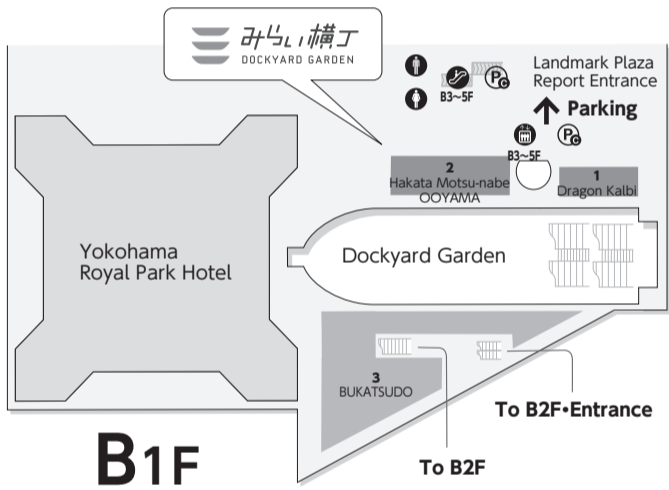 みらい横丁
DOCKYARD GARDEN
B3～5F
Landmark Plaza
Report Entrance
Parking
B3～5F
2
Hakata Motsu-nabe
OOYAMA
1
Dragon Kalbi
Yokohama
Royal Park Hotel
Dockyard Garden
3
BUKATSUDO
To B2F•Entrance
To B2F
B1F
P C
P C